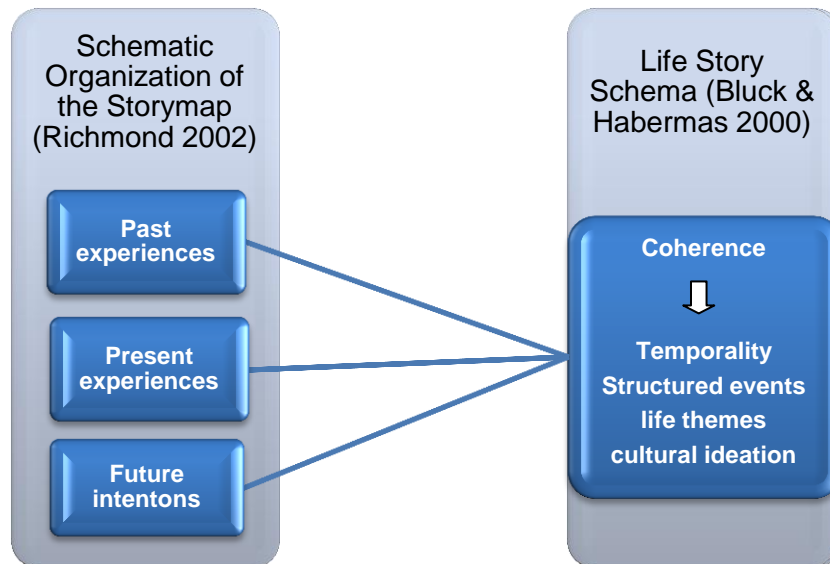 Schematic
Organization of
the Storymap
(Richmond 2002)
Past
experiences
Present
experiences
Future
intentons
Life Story
Schema (Bluck &
Habermas 2000)
Coherence
Temporality
Structured events
life themes
cultural ideation